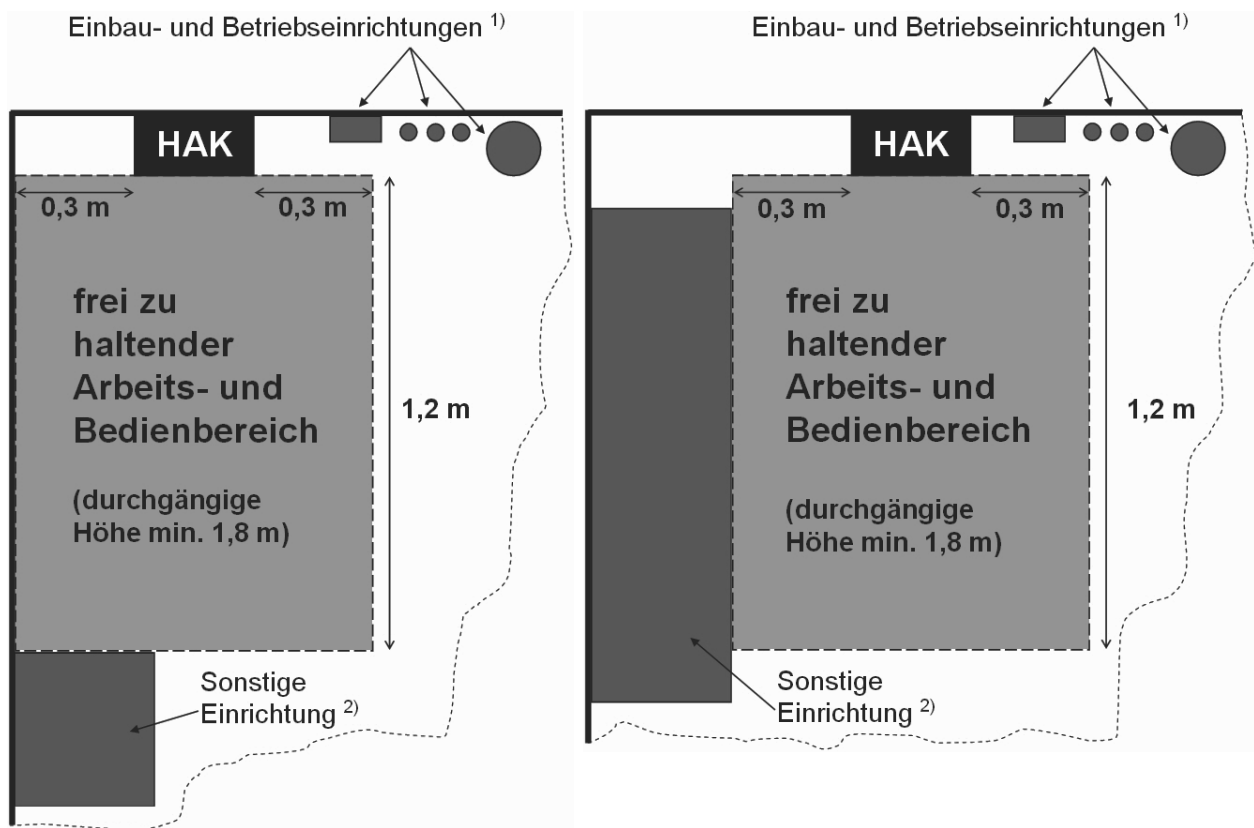 Einbau- und Betriebseinrichtungen 1)
HAK
0,3 m
0,3 m
frei zu
haltender
Arbeits- und
Bedienbereich
(durchgängige
Höhe min. 1,8 m)
1,2 m
Sonstige
Einrichtung 2)
Einbau- und Betriebseinrichtungen 1)
HAK
0,3 m
0,3 m
frei zu
haltender
Arbeits- und
Bedienbereich
(durchgängige
Höhe min. 1,8 m)
1,2 m
Sonstige
Einrichtung 2)